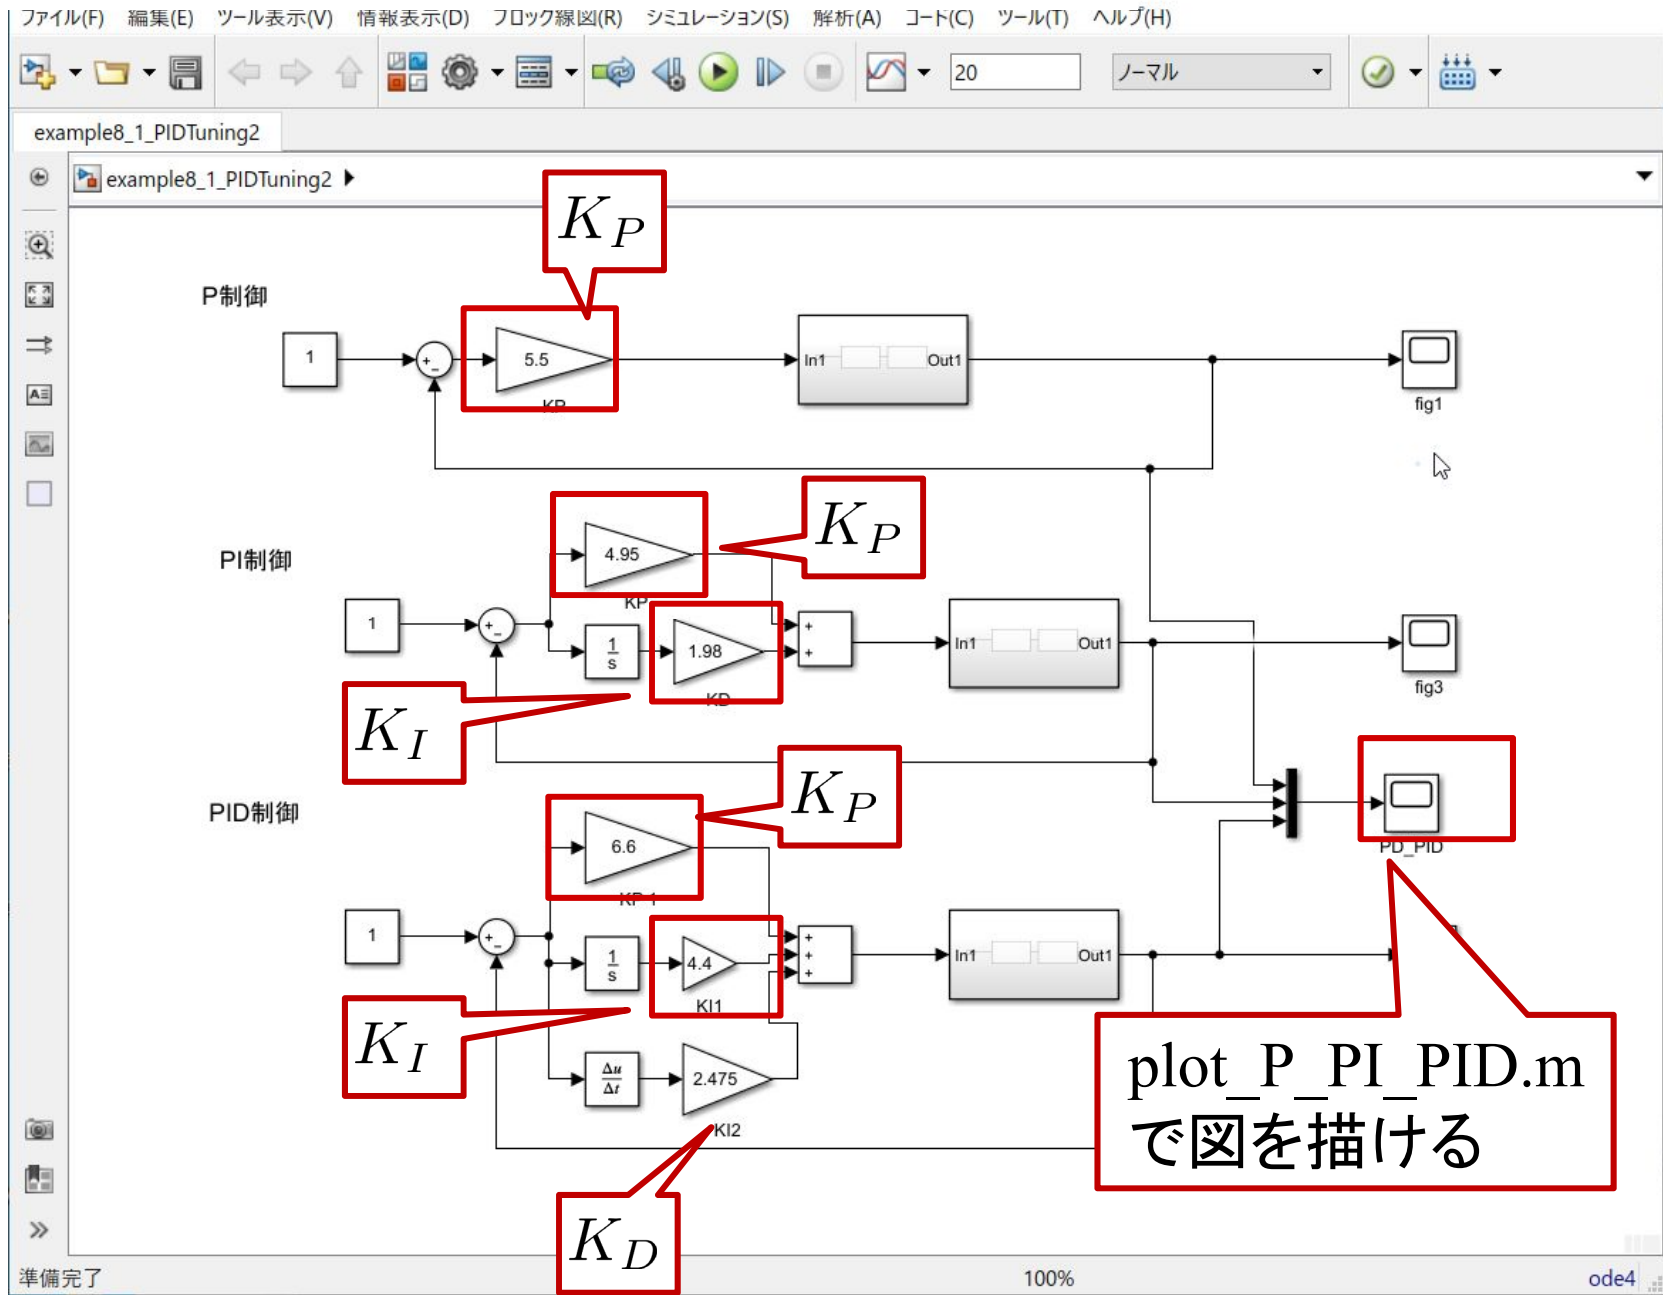 ファイル(F) 編集(E) ツール表示(V) 情報表示(D) ブロック線図(R) シミュレーション(S) 解析(A) コード(C) ツール(T) ヘルプ(H)
20 ノーマル
example8_1_PIDTuning2
example8_1_PIDTuning2
K_P
P制御
1
+
-
5.5
KP
In1
Out1
fig1
K_P
PI制御
4.95
KP
1
+
-
1
s
1.98
KD
+
+
In1
Out1
fig3
K_I
K_P
PID制御
6.6
KP 1
PD_PID
1
+
-
1
s
4.4
KI1
+
+
+
In1
Out1
K_I
Δu
Δt
2.475
KI2
K_D
plot_P_PI_PID.m
で図を描ける
準備完了 100% ode4